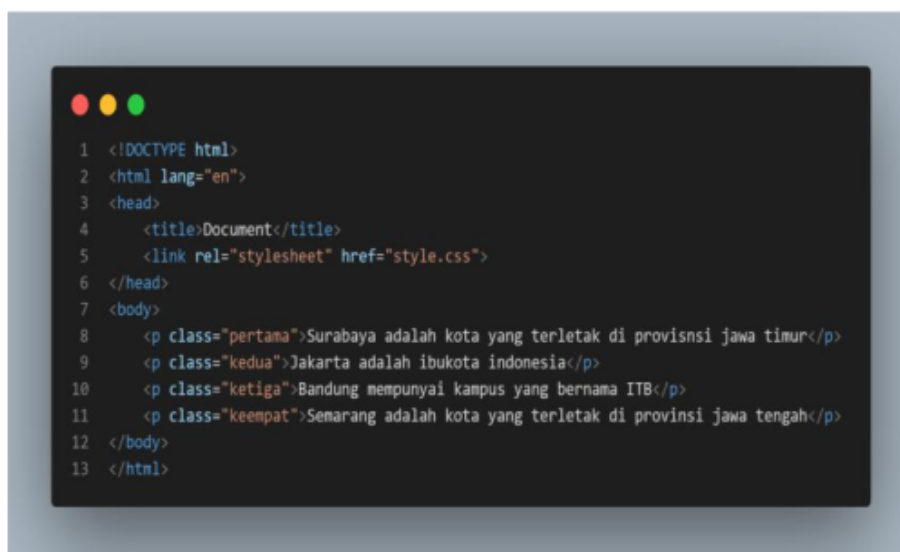 1 <!DOCTYPE html>
2 <html lang="en">
3 <head>
4     <title>Document</title>
5     <link rel="stylesheet" href="style.css">
6 </head>
7 <body>
8     <p class="pertama">Surabaya adalah kota yang terletak di provisnsi jawa timur</p>
9     <p class="kedua">Jakarta adalah ibukota indonesia</p>
10     <p class="ketiga">Bandung mempunyai kampus yang bernama ITB</p>
11     <p class="keempat">Semarang adalah kota yang terletak di provinsi jawa tengah</p>
12 </body>
13 </html>